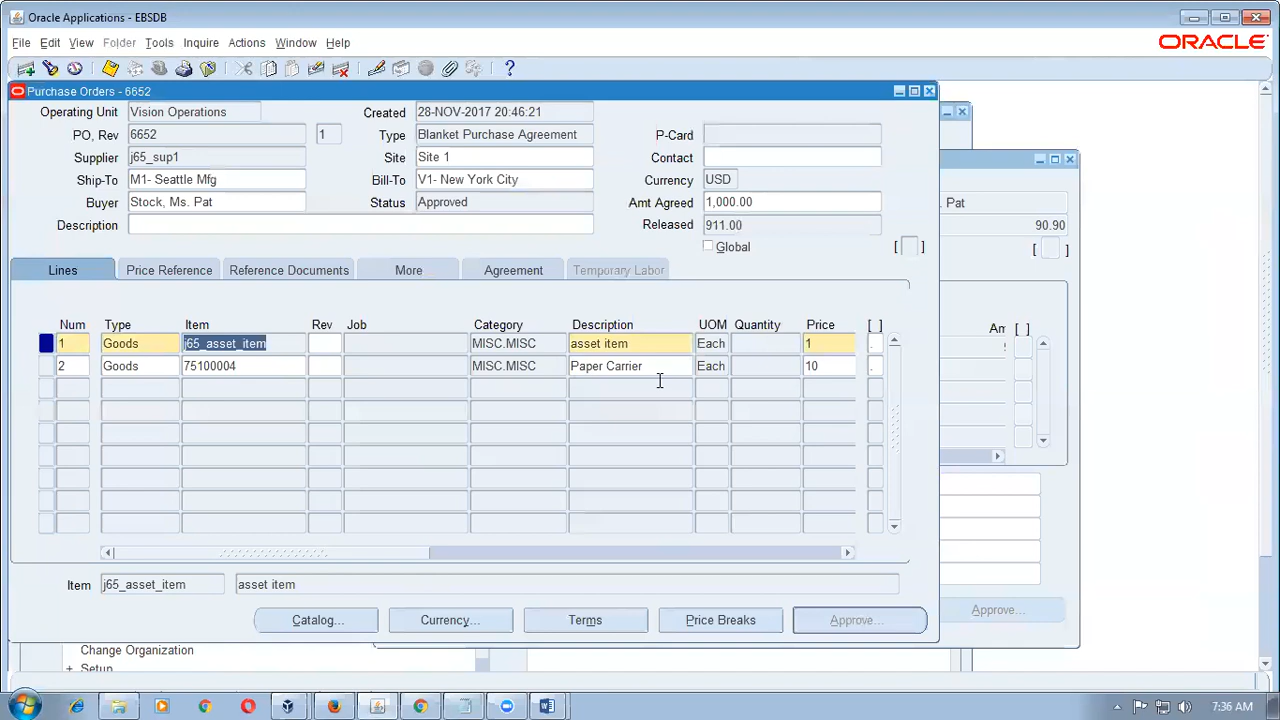 Oracle Applications - EBSDB
File Edit View Folder Tools Inquire Actions Window Help
ORACLE
Purchase Orders - 6652
Operating Unit Vision Operations Created 28-NOV-2017 20:46:21
PO, Rev 6652 1 Type Blanket Purchase Agreement P-Card
Supplier j65_sup1 Site Site 1 Contact
Ship-To M1- Seattle Mfg Bill-To V1- New York City Currency USD
Buyer Stock, Ms. Pat Status Approved Amt Agreed 1,000.00 Pat
Description Released 911.00 90.90
Global [ ] [ ]
Lines Price Reference Reference Documents More Agreement Temporary Labor
Num Type Item Rev Job Category Description UOM Quantity Price [ ] [ ]
1 Goods j65_asset_item MISC.MISC asset item Each 1 .
2 Goods 75100004 MISC.MISC Paper Carrier Each 10 .
Item j65_asset_item asset item
Catalog... Currency... Terms Price Breaks Approve... Approve...
Change Organization
+ Setup
7:36 AM